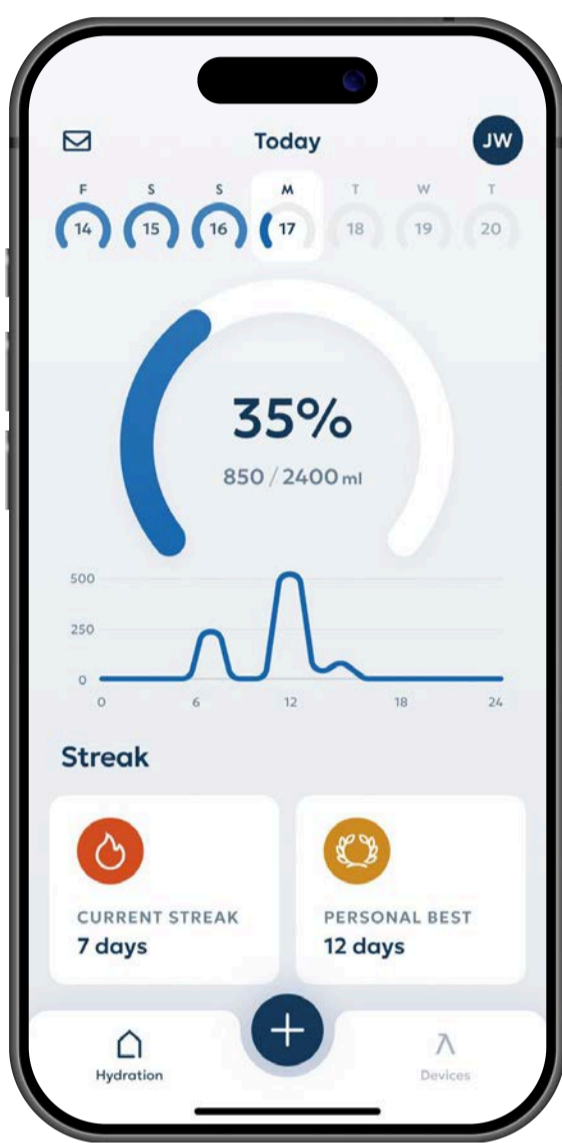 Today
JW
F S S M T W T
14 15 16 17 18 19 20
35%
850 / 2400 ml
500
250
0
0 6 12 18 24
Streak
CURRENT STREAK PERSONAL BEST
7 days 12 days
Hydration Devices